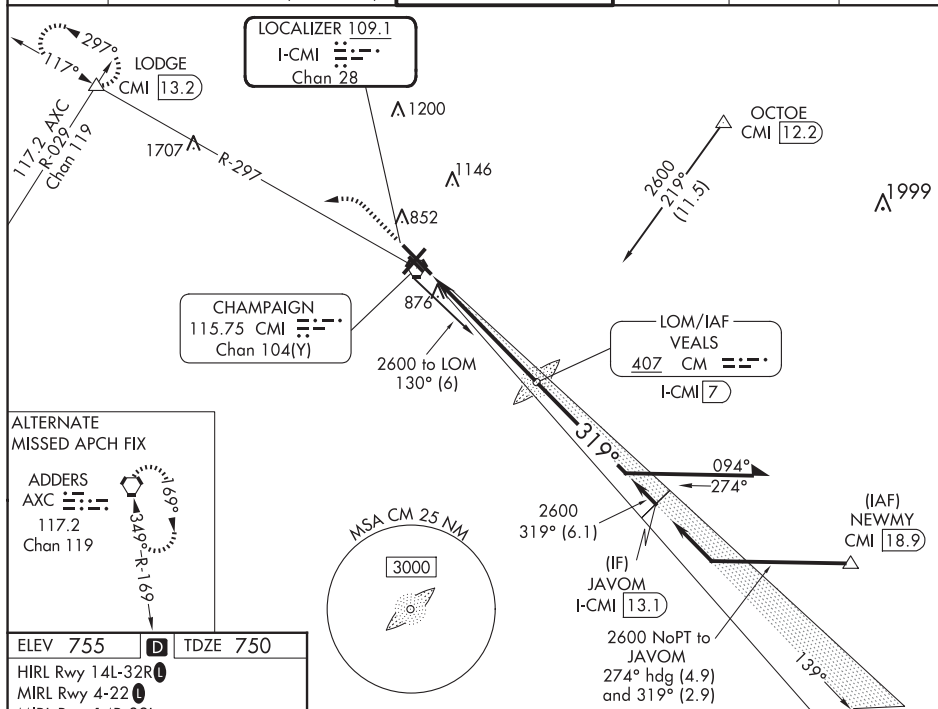 LOCALIZER 109.1
I-CMI
Chan 28
297°
117°
LODGE
CMI 13.2
117.2 AXC
R-029
Chan 119
1707
R-297
1200
1146
852
OCTOE
CMI 12.2
2600
219°
(11.5)
1999
CHAMPAIGN
115.75 CMI
Chan 104(Y)
876
2600 to LOM
130° (6)
LOM/IAF
VEALS
407 CM
I-CMI 7
319°
094°
274°
2600
319° (6.1)
(IF)
JAVOM
I-CMI 13.1
(IAF)
NEWMY
CMI 18.9
2600 NoPT to
JAVOM
274° hdg (4.9)
and 319° (2.9)
139°
ALTERNATE
MISSED APCH FIX
ADDERS
AXC
117.2
Chan 119
169°
349°
R-169
MSA CM 25 NM
3000
ELEV 755 D TDZE 750
HIRL Rwy 14L-32R L
MIRL Rwy 4-22 L